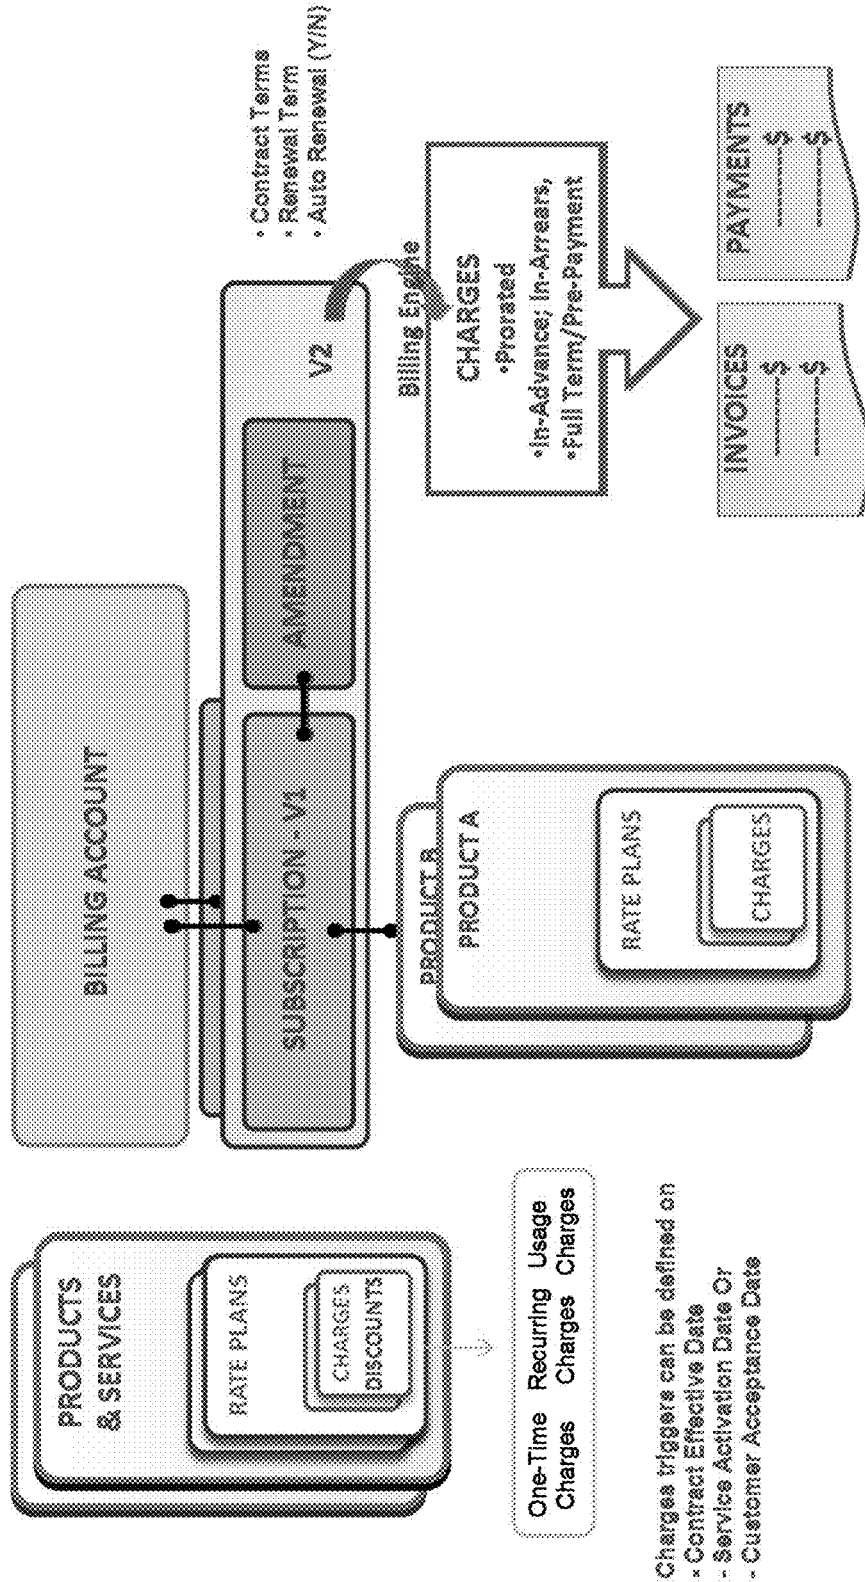 PRODUCTS
& SERVICES
RATE PLANS
CHARGES
DISCOUNTS
One-Time Recurring Usage
Charges Charges Charges
Charges triggers can be defined on
- Contract Effective Date
- Service Activation Date Or
- Customer Acceptance Date
BILLING ACCOUNT
SUBSCRIPTION - V1
AMENDMENT
V2
• Contract Terms
• Renewal Term
• Auto Renewal (Y/N)
PRODUCT B
PRODUCT A
RATE PLANS
CHARGES
Billing Engine
CHARGES
•Prorated
•In-Advance; In-Arrears,
•Full Term/Pre-Payment
INVOICES
-------$
-------$
PAYMENTS
-------$
-------$